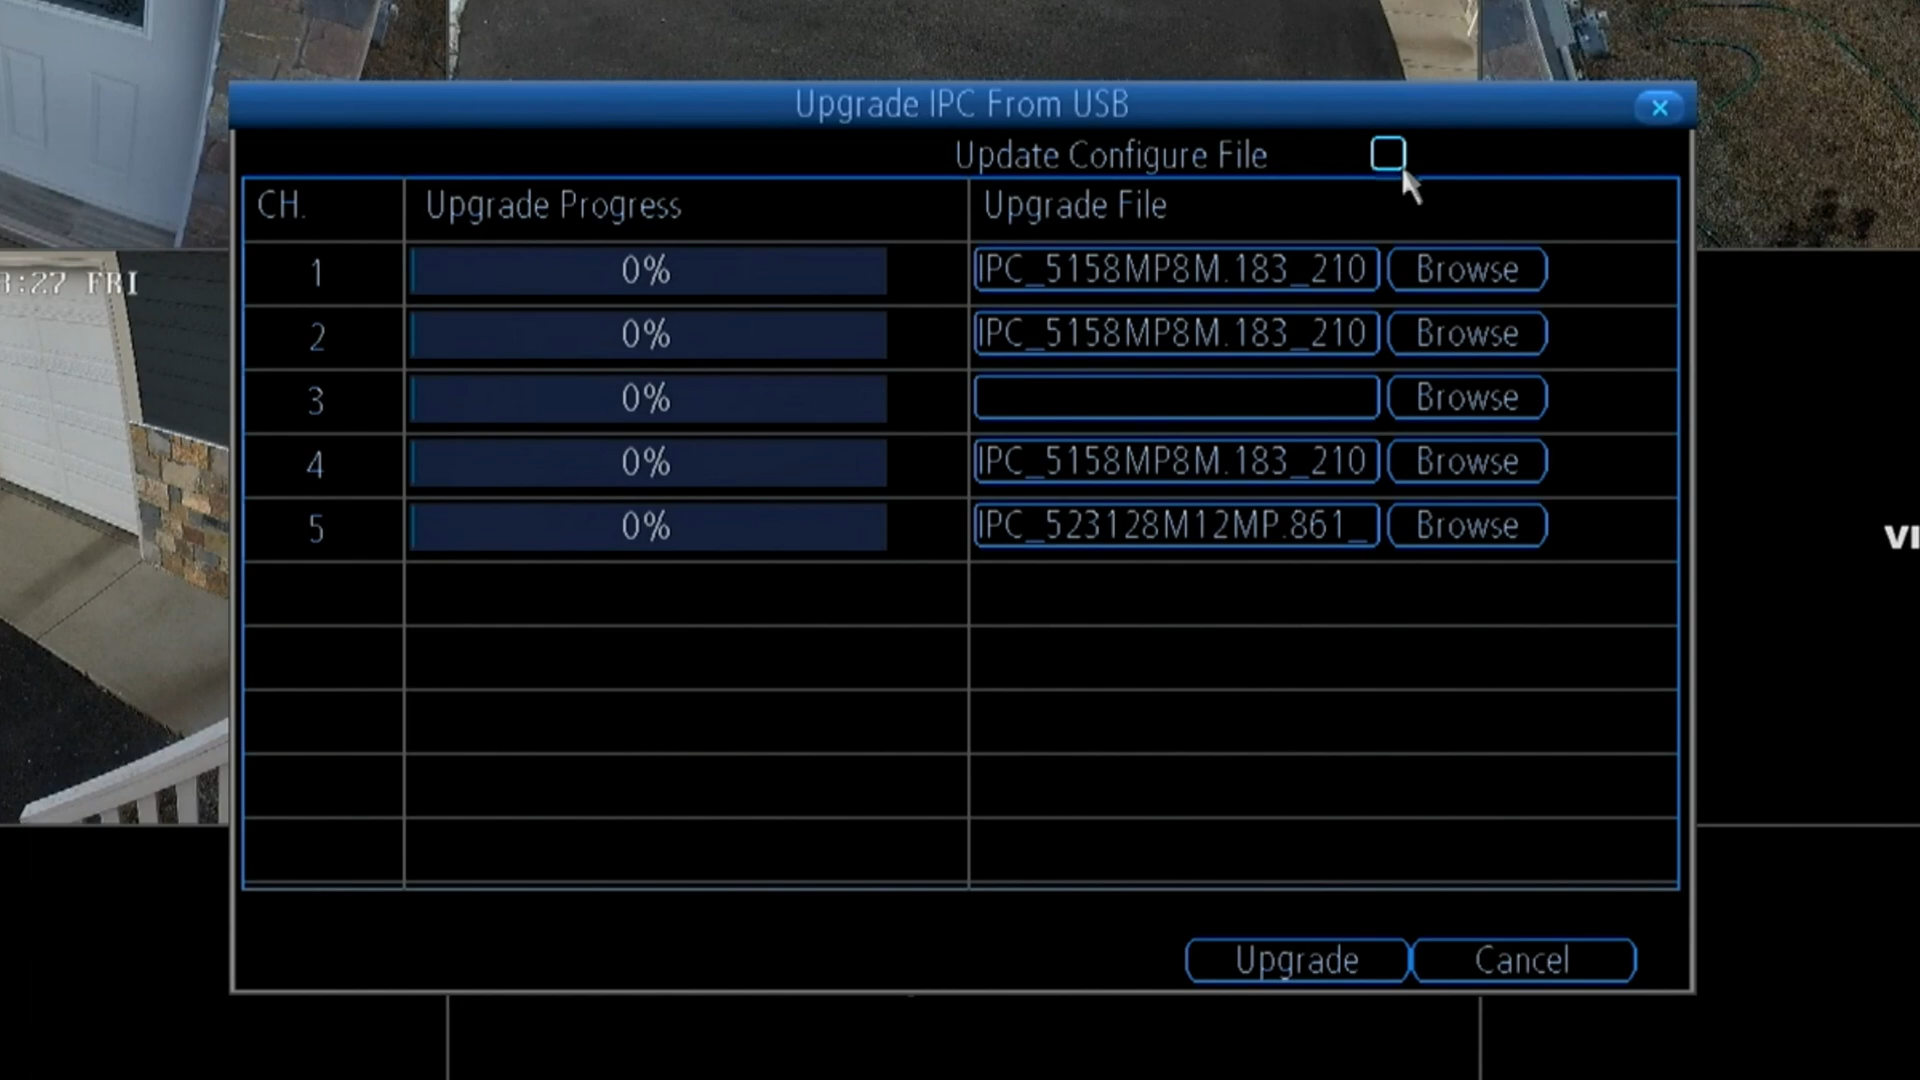 Upgrade IPC From USB
Update Configure File
CH. Upgrade Progress Upgrade File
1 0% IPC_5158MP8M.183_210 Browse
2 0% IPC_5158MP8M.183_210 Browse
3 0% Browse
4 0% IPC_5158MP8M.183_210 Browse
5 0% IPC_523128M12MP.861_ Browse
Upgrade Cancel
:27 FRI
VI